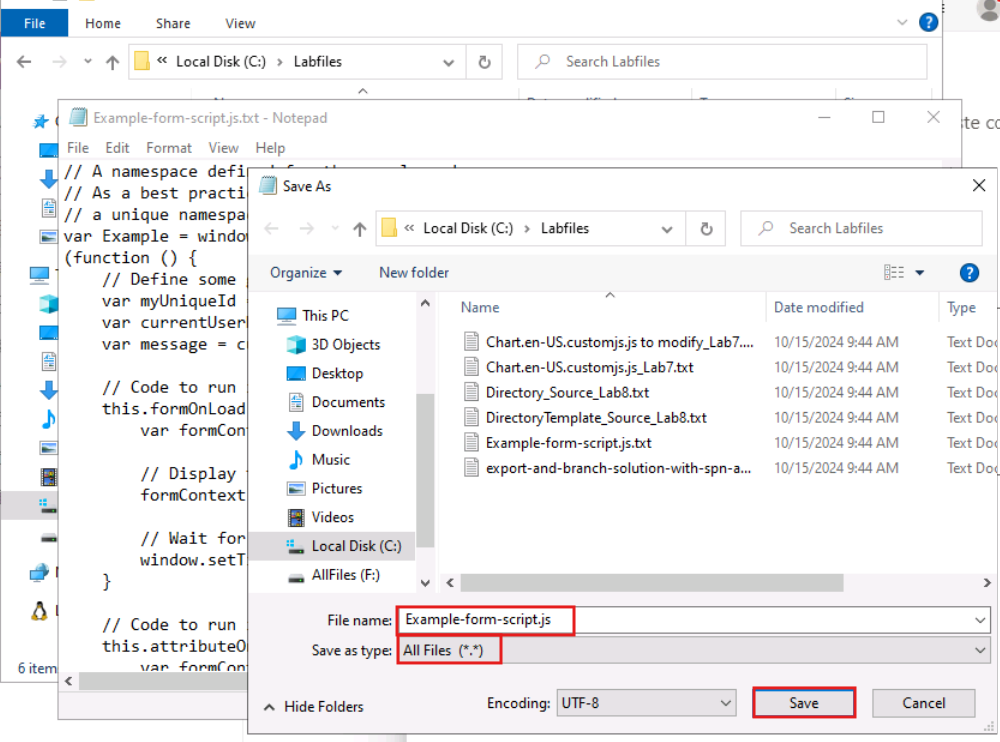 File Home Share View
« Local Disk (C:) › Labfiles Search Labfiles
Example-form-script.js.txt - Notepad
File Edit Format View Help
// A namespace defined for the
// As a best practi
// a unique namespac
var Example = window
(function () {
// Define some
var myUniqueId
var currentUser
var message = c
// Code to run
this.formOnLoad
var formCon
// Display
formContext
// Wait for
window.setT
}
// Code to run
this.attributeO
var formCon
6 item
Save As
« Local Disk (C:) › Labfiles Search Labfiles
Organize New folder
This PC
3D Objects
Desktop
Documents
Downloads
Music
Pictures
Videos
Local Disk (C:)
AllFiles (F:)
Name Date modified Type
Chart.en-US.customjs.js to modify_Lab7.... 10/15/2024 9:44 AM Text Doc
Chart.en-US.customjs.js_Lab7.txt 10/15/2024 9:44 AM Text Doc
Directory_Source_Lab8.txt 10/15/2024 9:44 AM Text Doc
DirectoryTemplate_Source_Lab8.txt 10/15/2024 9:44 AM Text Doc
Example-form-script.js.txt 10/15/2024 9:44 AM Text Doc
export-and-branch-solution-with-spn-a... 10/15/2024 9:44 AM Text Doc
File name: Example-form-script.js
Save as type: All Files (*.*)
Hide Folders Encoding: UTF-8 Save Cancel